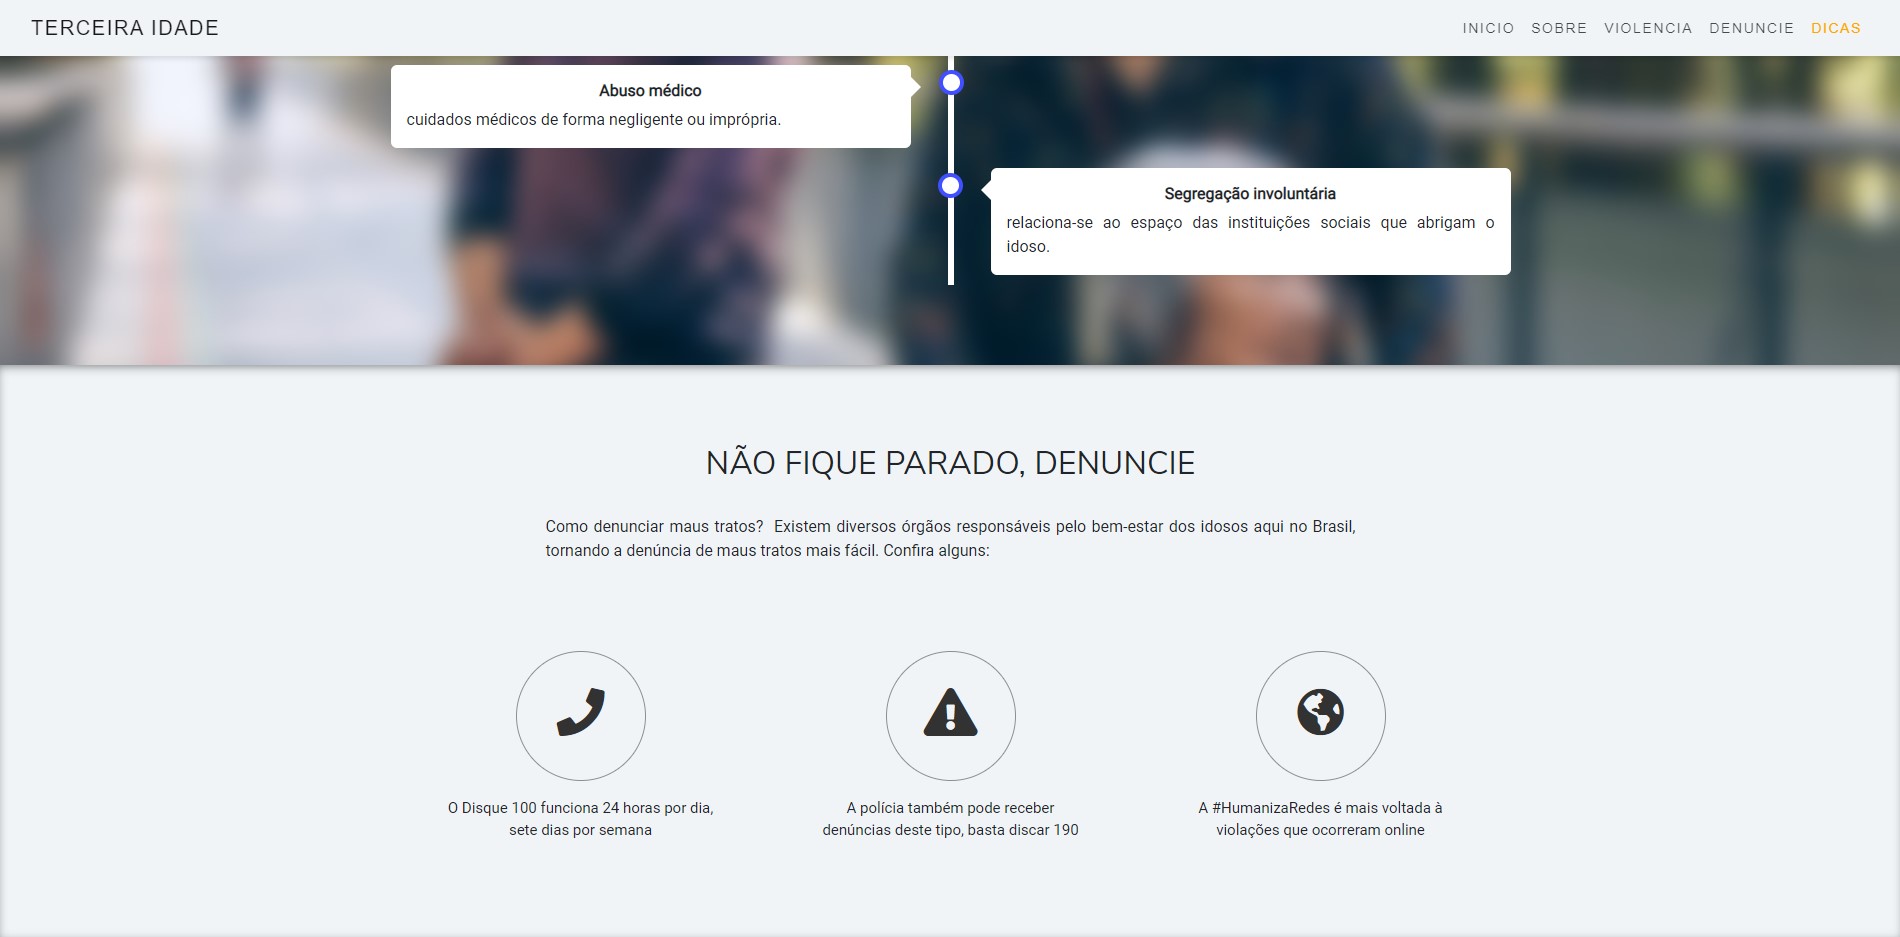 TERCEIRA IDADE
INICIO SOBRE VIOLENCIA DENUNCIE DICAS
Abuso médico
cuidados médicos de forma negligente ou imprópria.
Segregação involuntária
relaciona-se ao espaço das instituições sociais que abrigam o
idoso.
NÃO FIQUE PARADO, DENUNCIE
Como denunciar maus tratos?  Existem diversos órgãos responsáveis pelo bem-estar dos idosos aqui no Brasil,
tornando a denúncia de maus tratos mais fácil. Confira alguns:
O Disque 100 funciona 24 horas por dia,
sete dias por semana
A polícia também pode receber
denúncias deste tipo, basta discar 190
A #HumanizaRedes é mais voltada à
violações que ocorreram online